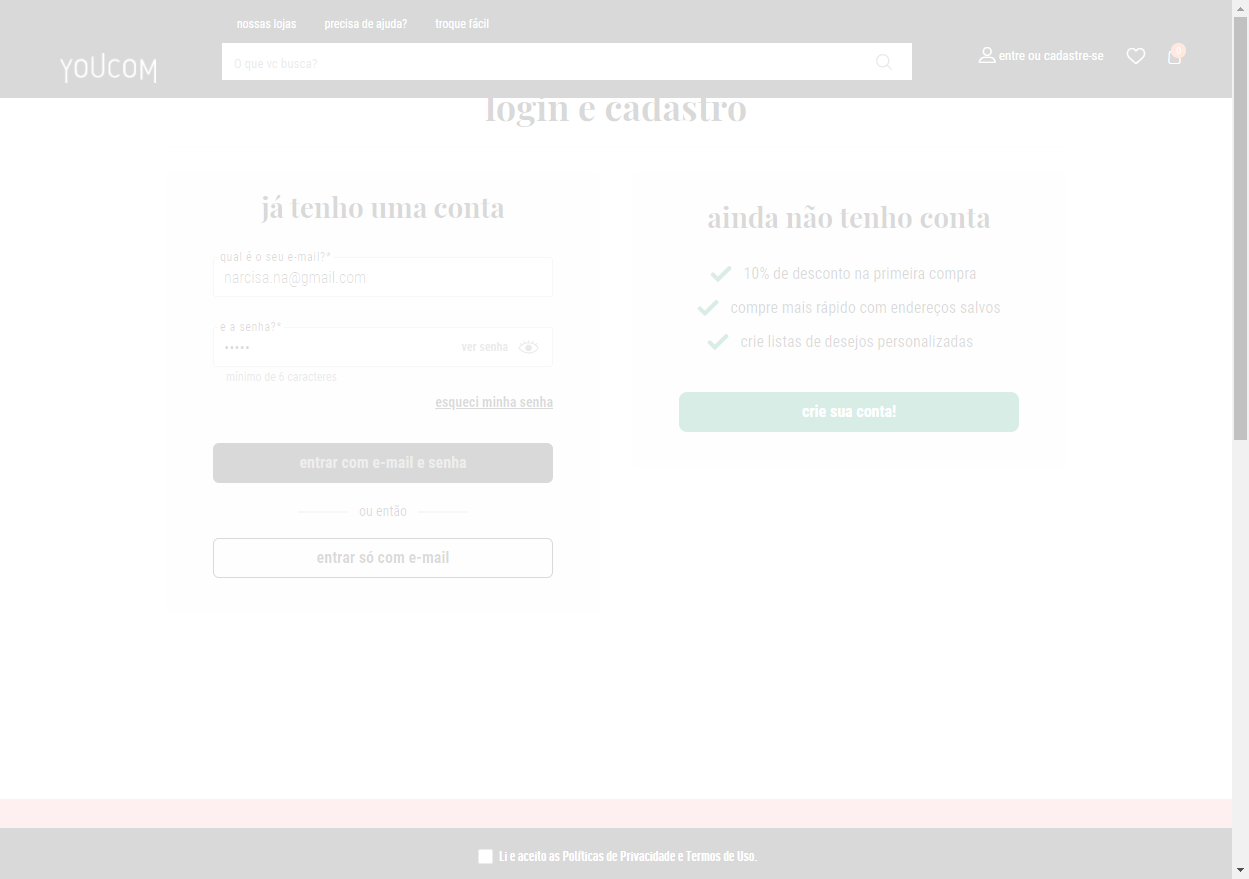 nossas lojas precisa de ajuda? troque fácil
YOUCOM
O que vc busca?
entre ou cadastre-se
0
login e cadastro
já tenho uma conta
qual é o seu e-mail?*
narcisa.na@gmail.com
e a senha?*
•••••
ver senha
mínimo de 6 caracteres
esqueci minha senha
entrar com e-mail e senha
ou então
entrar só com e-mail
ainda não tenho conta
10% de desconto na primeira compra
compre mais rápido com endereços salvos
crie listas de desejos personalizadas
crie sua conta!
Li e aceito as Políticas de Privacidade e Termos de Uso.